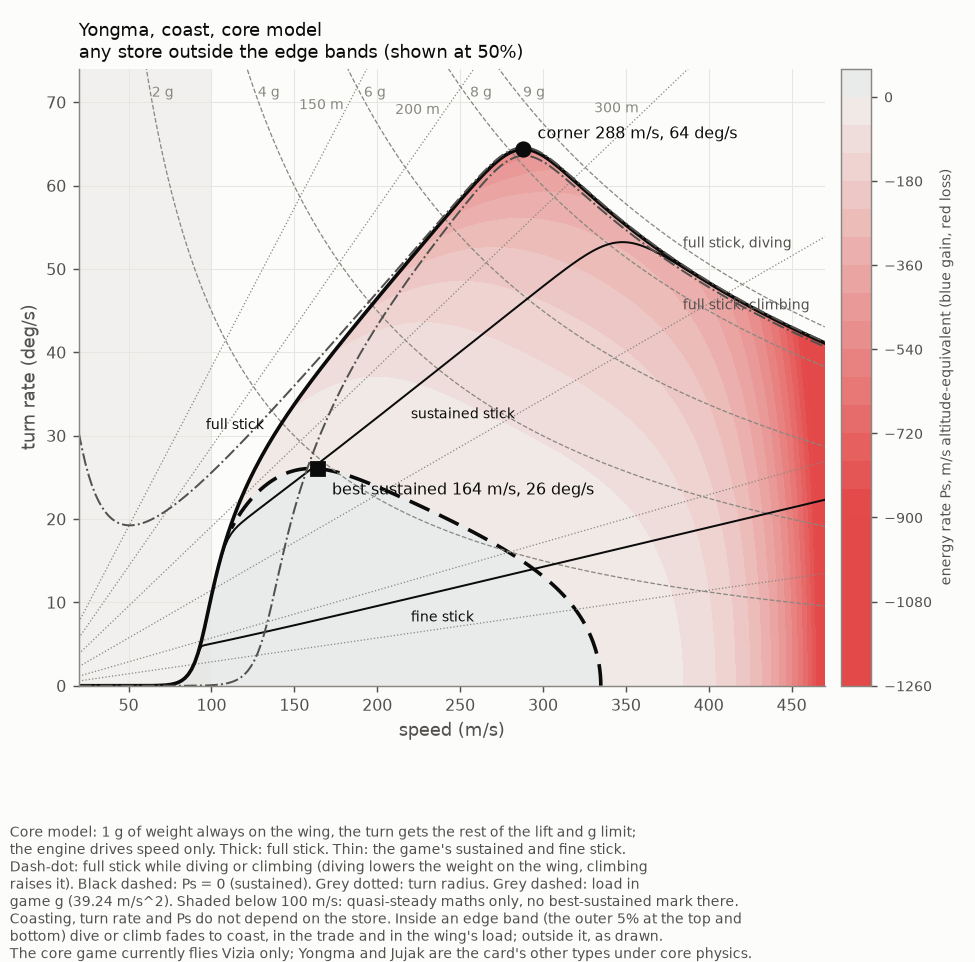 Yongma, coast, core model
any store outside the edge bands (shown at 50%)
2 g
4 g
150 m
6 g
200 m
8 g
9 g
300 m
corner 288 m/s, 64 deg/s
full stick, diving
full stick, climbing
full stick
sustained stick
best sustained 164 m/s, 26 deg/s
fine stick
70
60
50
40
30
20
10
0
turn rate (deg/s)
50
100
150
200
250
300
350
400
450
speed (m/s)
0
−180
−360
−540
−720
−900
−1080
−1260
energy rate Ps, m/s altitude-equivalent (blue gain, red loss)
Core model: 1 g of weight always on the wing, the turn gets the rest of the lift and g limit;
the engine drives speed only. Thick: full stick. Thin: the game's sustained and fine stick.
Dash-dot: full stick while diving or climbing (diving lowers the weight on the wing, climbing
raises it). Black dashed: Ps = 0 (sustained). Grey dotted: turn radius. Grey dashed: load in
game g (39.24 m/s^2). Shaded below 100 m/s: quasi-steady maths only, no best-sustained mark there.
Coasting, turn rate and Ps do not depend on the store. Inside an edge band (the outer 5% at the top and
bottom) dive or climb fades to coast, in the trade and in the wing's load; outside it, as drawn.
The core game currently flies Vizia only; Yongma and Jujak are the card's other types under core physics.